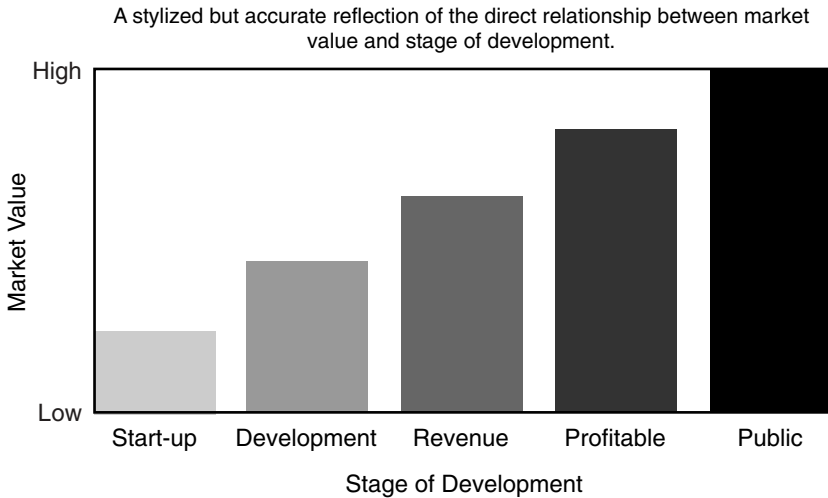 A stylized but accurate reflection of the direct relationship between market
value and stage of development.
High
Market Value
Low
Start-up Development Revenue Profitable Public
Stage of Development